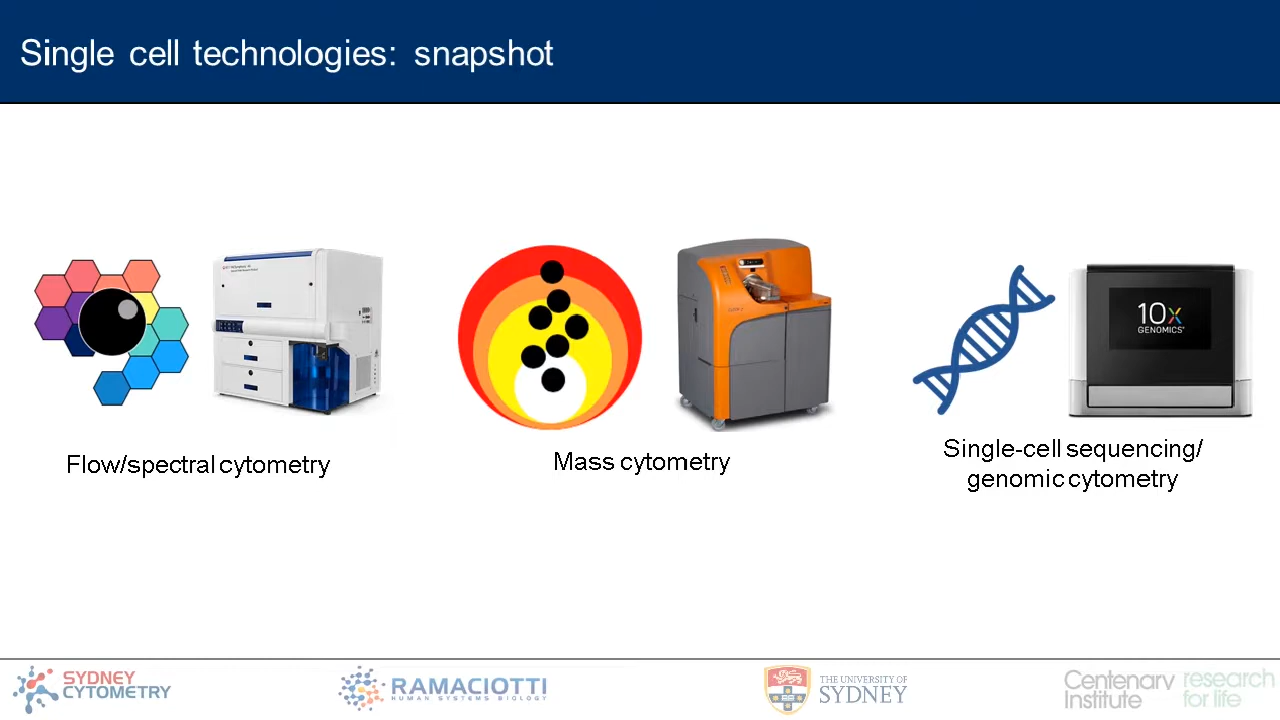 Single cell technologies: snapshot
10x
GENOMICS
Flow/spectral cytometry
Mass cytometry
Single-cell sequencing/
genomic cytometry
SYDNEY
CYTOMETRY
RAMACIOTTI
HUMAN SYSTEMS BIOLOGY
THE UNIVERSITY OF
SYDNEY
Centenary
Institute
research
for life